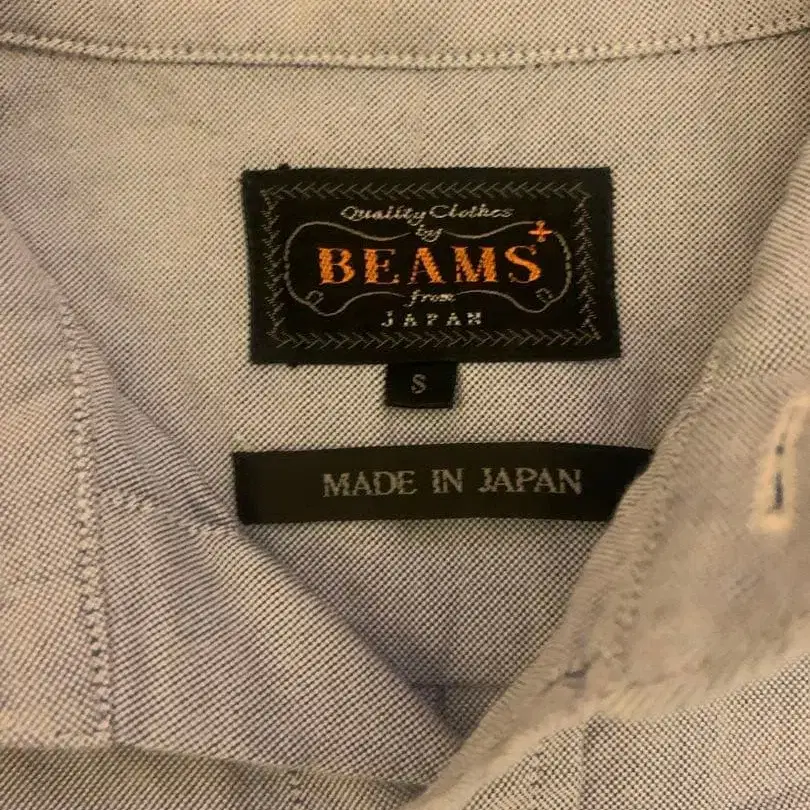 Quality Clothes
by
BEAMS+
from
JAPAN
S
MADE IN JAPAN